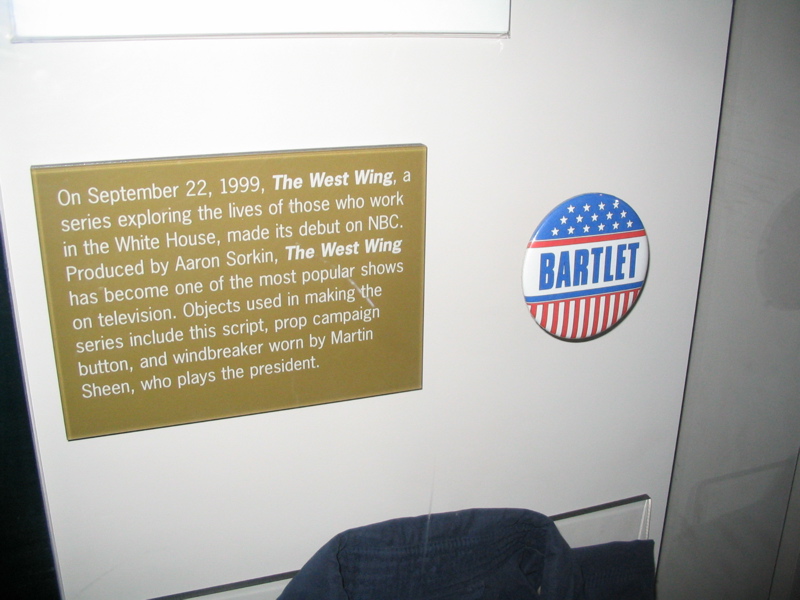 On September 22, 1999, The West Wing, a
series exploring the lives of those who work
in the White House, made its debut on NBC.
Produced by Aaron Sorkin, The West Wing
has become one of the most popular shows
on television. Objects used in making the
series include this script, prop campaign
button, and windbreaker worn by Martin
Sheen, who plays the president.
BARTLET